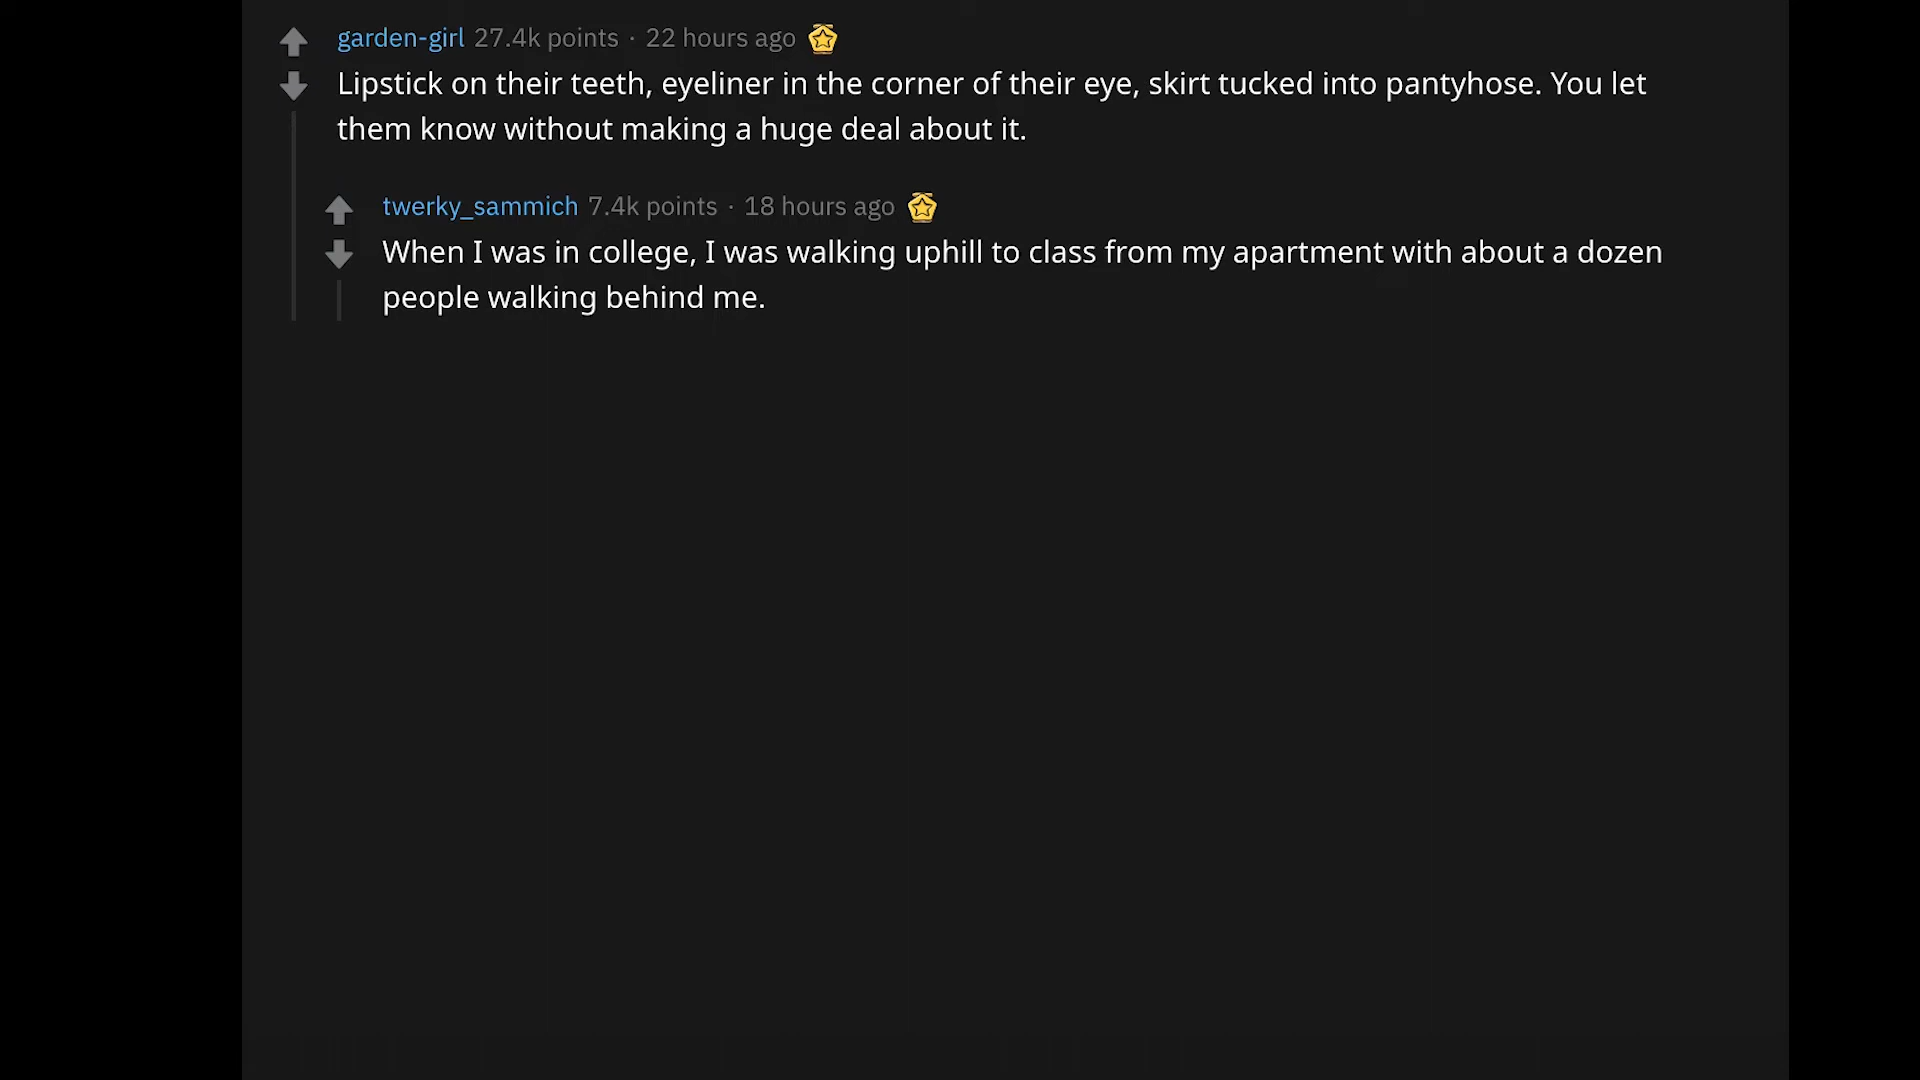 garden-girl 27.4k points · 22 hours ago
Lipstick on their teeth, eyeliner in the corner of their eye, skirt tucked into pantyhose. You let
them know without making a huge deal about it.
twerky_sammich 7.4k points · 18 hours ago
When I was in college, I was walking uphill to class from my apartment with about a dozen
people walking behind me.